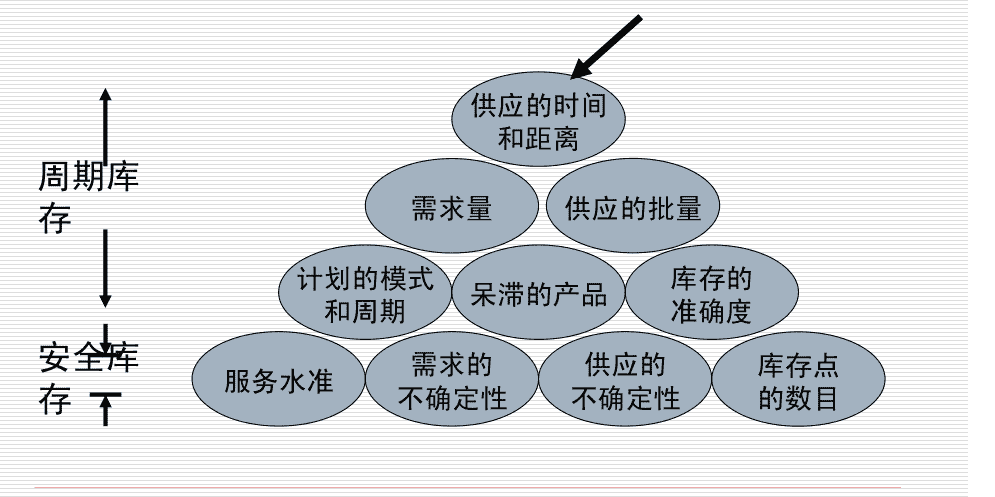 供应的时间
和距离
周期库
存
需求量
供应的批量
计划的模式
和周期
呆滞的产品
库存的
准确度
安全库
存
服务水准
需求的
不确定性
供应的
不确定性
库存点
的数目